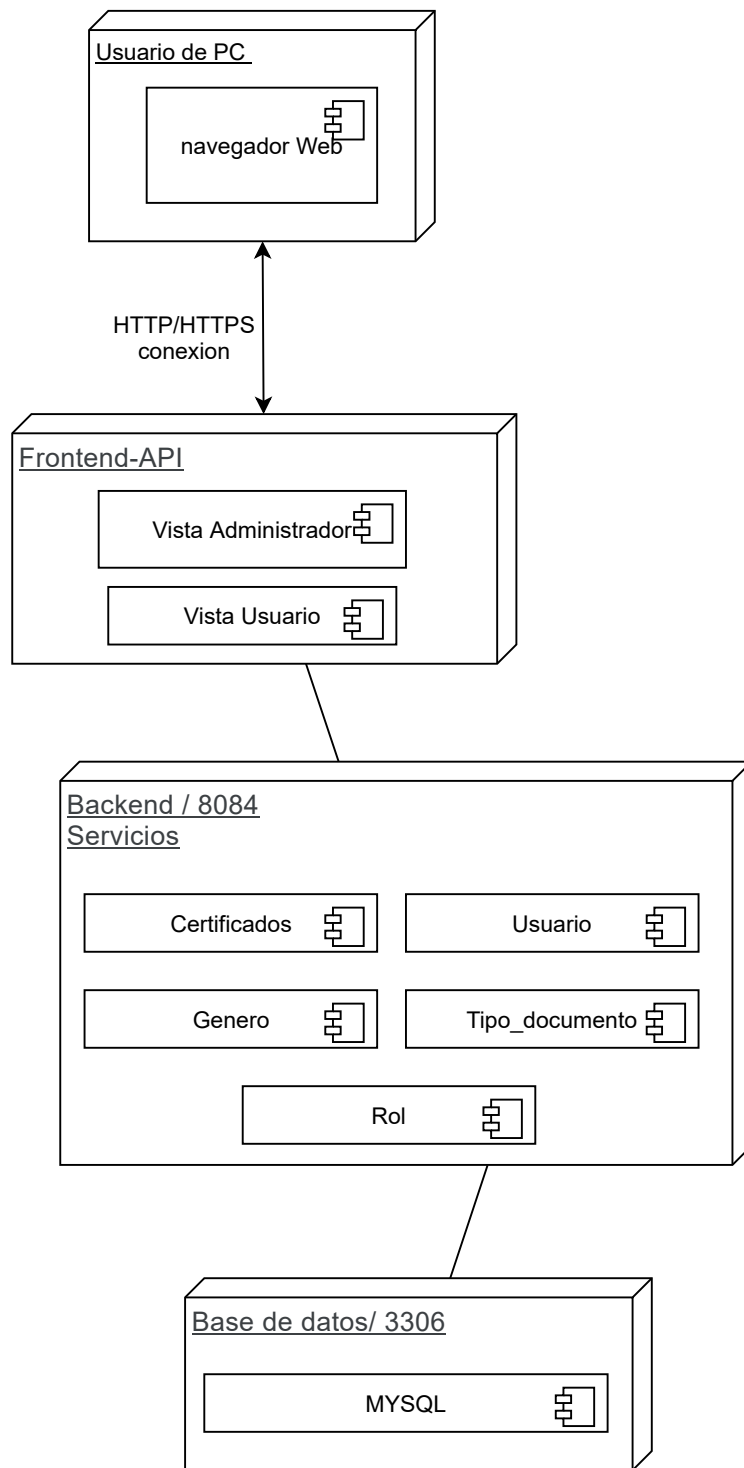 Usuario de PC
navegador Web
HTTP/HTTPS
conexion
Frontend-API
Vista Administrador
Vista Usuario
Backend / 8084
Servicios
Certificados
Usuario
Genero
Tipo_documento
Rol
Base de datos/ 3306
MYSQL